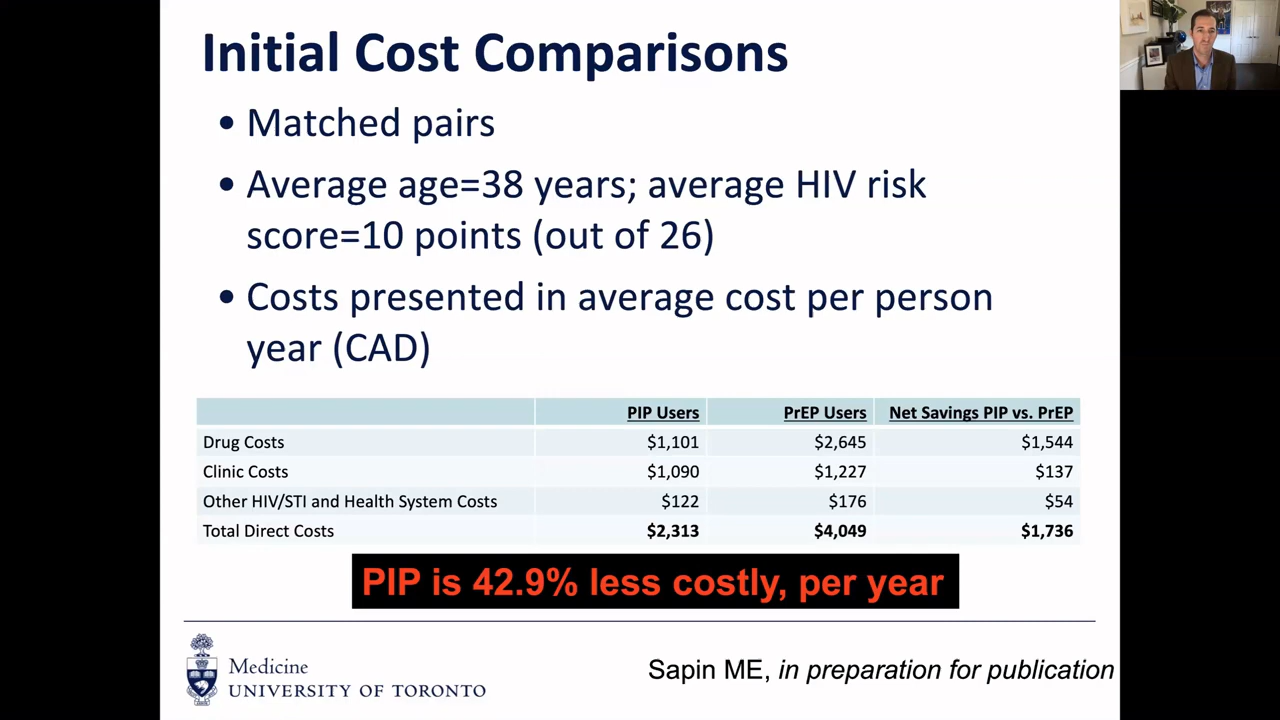 Initial Cost Comparisons
• Matched pairs
• Average age=38 years; average HIV risk
score=10 points (out of 26)
• Costs presented in average cost per person
year (CAD)
PIP Users PrEP Users Net Savings PIP vs. PrEP
Drug Costs $1,101 $2,645 $1,544
Clinic Costs $1,090 $1,227 $137
Other HIV/STI and Health System Costs $122 $176 $54
Total Direct Costs $2,313 $4,049 $1,736
PIP is 42.9% less costly, per year
Medicine
UNIVERSITY OF TORONTO
Sapin ME, in preparation for publication